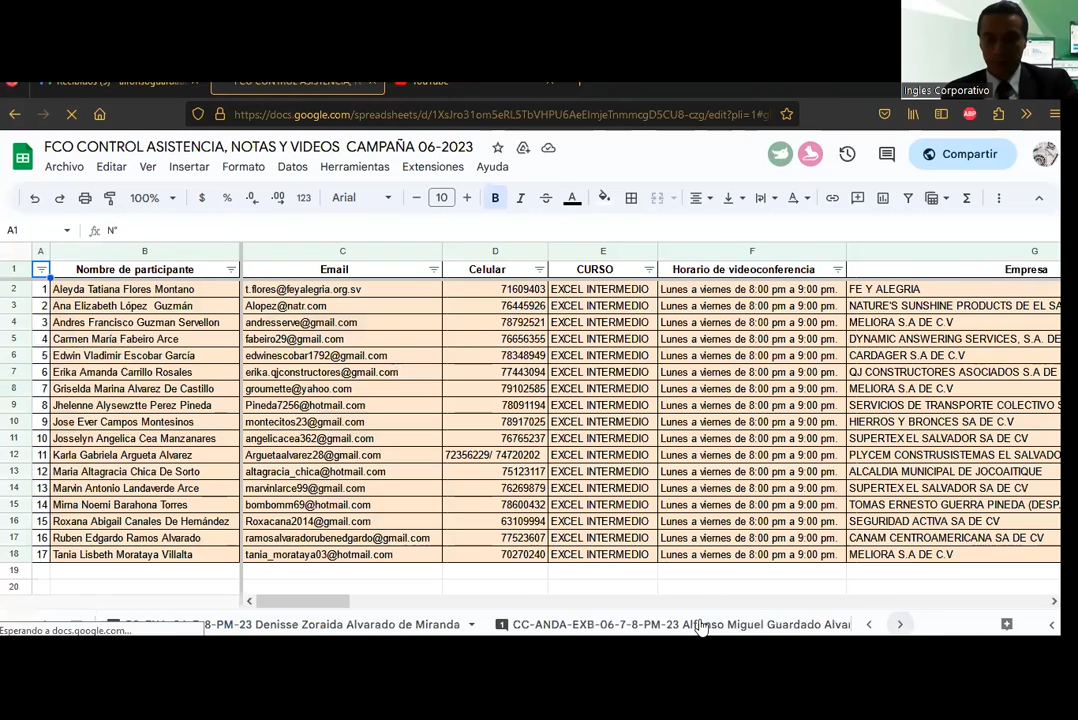 FCO CONTROL ASISTENCIA,
YouTube
Ingles Corporativo
https://docs.google.com/spreadsheets/d/1XsJro31om5eRL5TbVHPU6AeEImjeTnmmcgD5CU8-czg/edit?pli=1#g
FCO CONTROL ASISTENCIA, NOTAS Y VIDEOS CAMPAÑA 06-2023
Archivo Editar Ver Insertar Formato Datos Herramientas Extensiones Ayuda
Compartir
100% $ % .0 .00 123 Arial 10 B I A
A1 fx N°
A B C D E F G
1 Nombre de participante Email Celular CURSO Horario de videoconferencia Empresa
2 1 Aleyda Tatiana Flores Montano t.flores@feyalegria.org.sv 71609403 EXCEL INTERMEDIO Lunes a viernes de 8:00 pm a 9:00 pm. FE Y ALEGRIA
3 2 Ana Elizabeth López Guzmán Alopez@natr.com 76445926 EXCEL INTERMEDIO Lunes a viernes de 8:00 pm a 9:00 pm. NATURE'S SUNSHINE PRODUCTS DE EL SA
4 3 Andres Francisco Guzman Servellon andresserve@gmail.com 78792521 EXCEL INTERMEDIO Lunes a viernes de 8:00 pm a 9:00 pm. MELIORA S.A DE C.V
5 4 Carmen María Fabeiro Arce fabeiro29@gmail.com 76656355 EXCEL INTERMEDIO Lunes a viernes de 8:00 pm a 9:00 pm. DYNAMIC ANSWERING SERVICES, S.A. DE
6 5 Edwin Vladimir Escobar García edwinescobar1792@gmail.com 78348949 EXCEL INTERMEDIO Lunes a viernes de 8:00 pm a 9:00 pm. CARDAGER S.A DE C.V
7 6 Erika Amanda Carrillo Rosales erika.qjconstructores@gmail.com 77443094 EXCEL INTERMEDIO Lunes a viernes de 8:00 pm a 9:00 pm. QJ CONSTRUCTORES ASOCIADOS S.A DE
8 7 Griselda Marina Alvarez De Castillo groumette@yahoo.com 79102585 EXCEL INTERMEDIO Lunes a viernes de 8:00 pm a 9:00 pm. MELIORA S.A DE C.V
9 8 Jhelenne Alysewztte Perez Pineda Pineda7256@hotmail.com 78091194 EXCEL INTERMEDIO Lunes a viernes de 8:00 pm a 9:00 pm. SERVICIOS DE TRANSPORTE COLECTIVO S
10 9 Jose Ever Campos Montesinos montecitos23@gmail.com 78917025 EXCEL INTERMEDIO Lunes a viernes de 8:00 pm a 9:00 pm. HIERROS Y BRONCES SA DE CV
11 10 Josselyn Angelica Cea Manzanares angelicacea362@gmail.com 76765237 EXCEL INTERMEDIO Lunes a viernes de 8:00 pm a 9:00 pm. SUPERTEX EL SALVADOR SA DE CV
12 11 Karla Gabriela Argueta Alvarez Arguetaalvarez28@gmail.com 72356229/ 74720202 EXCEL INTERMEDIO Lunes a viernes de 8:00 pm a 9:00 pm. PLYCEM CONSTRUSISTEMAS EL SALVADO
13 12 Maria Altagracia Chica De Sorto altagracia_chica@hotmail.com 75123117 EXCEL INTERMEDIO Lunes a viernes de 8:00 pm a 9:00 pm. ALCALDIA MUNICIPAL DE JOCOAITIQUE
14 13 Marvin Antonio Landaverde Arce marvinlarce99@gmail.com 76269879 EXCEL INTERMEDIO Lunes a viernes de 8:00 pm a 9:00 pm. SUPERTEX EL SALVADOR SA DE CV
15 14 Mirna Noemi Barahona Torres bombomm69@hotmail.com 78600432 EXCEL INTERMEDIO Lunes a viernes de 8:00 pm a 9:00 pm. TOMAS ERNESTO GUERRA PINEDA (DESP.
16 15 Roxana Abigail Canales De Hernández Roxacana2014@gmail.com 63109994 EXCEL INTERMEDIO Lunes a viernes de 8:00 pm a 9:00 pm. SEGURIDAD ACTIVA SA DE CV
17 16 Ruben Edgardo Ramos Alvarado ramosalvaradorubenedgardo@gmail.com 77523607 EXCEL INTERMEDIO Lunes a viernes de 8:00 pm a 9:00 pm. CANAM CENTROAMERICANA SA DE CV
18 17 Tania Lisbeth Morataya Villalta tania_morataya03@hotmail.com 70270240 EXCEL INTERMEDIO Lunes a viernes de 8:00 pm a 9:00 pm. MELIORA S.A DE C.V
19
20
-8-PM-23 Denisse Zoraida Alvarado de Miranda 1 CC-ANDA-EXB-06-7-8-PM-23 Alfonso Miguel Guardado Alvar
Esperando a docs.google.com...